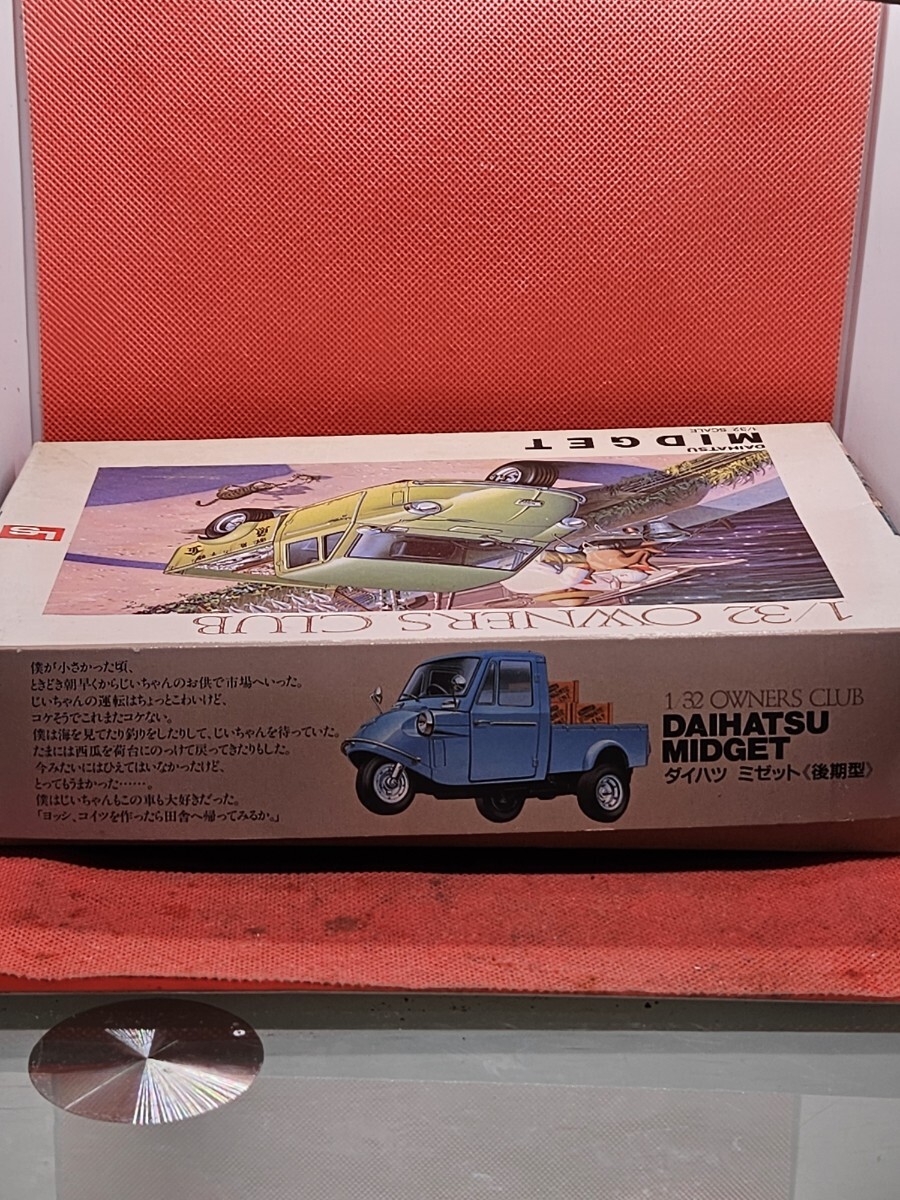 DAIHATSU
MIDGET
1/32 SCALE
LS
1/32 OWNERS CLUB
僕が小さかった頃、
ときどき朝早くからじいちゃんのお供で市場へいった。
じいちゃんの運転はちょっとこわいけど、
コケそうでこれまたコケない。
僕は海を見てたり釣りをしたりして、じいちゃんを待っていた。
たまには西瓜を荷台にのっけて戻ってきたりもした。
今みたいにはひえてはいなかったけど、
とってもうまかった……。
僕はじいちゃんもこの車も大好きだった。
「ヨッシ、コイツを作ったら田舎へ帰ってみるか。」
1/32 OWNERS CLUB
DAIHATSU
MIDGET
ダイハツ ミゼット《後期型》